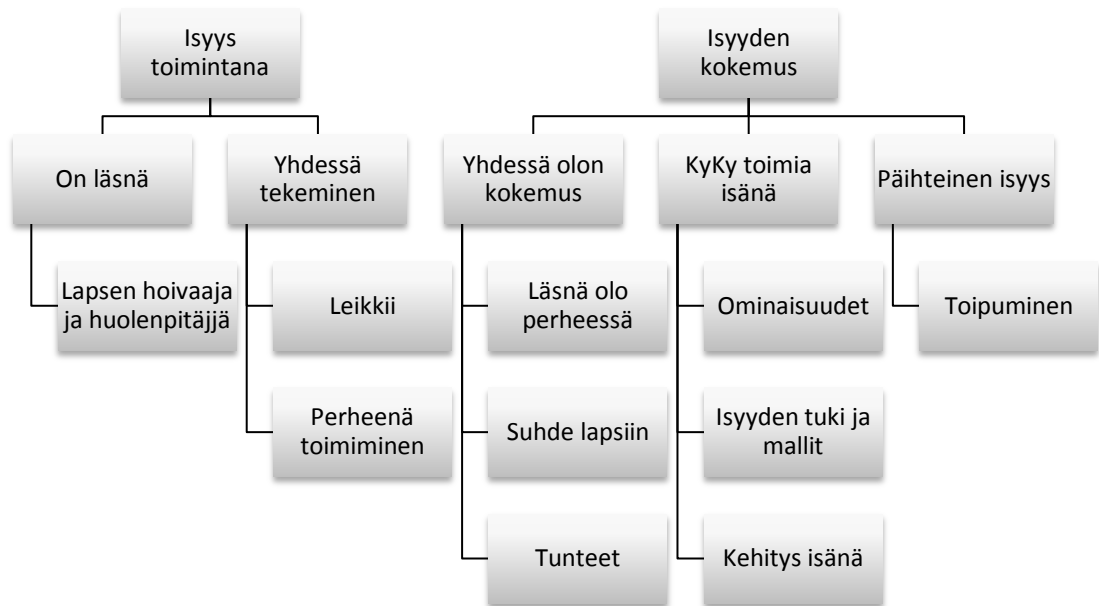 Isyys
toimintana
Isyyden
kokemus
On läsnä
Yhdessä
tekeminen
Yhdessä olon
kokemus
KyKy toimia
isänä
Päihteinen isyys
Lapsen hoivaaja
ja huolenpitäjjä
Leikkii
Läsnä olo
perheessä
Ominaisuudet
Toipuminen
Perheenä
toimiminen
Suhde lapsiin
Isyyden tuki ja
mallit
Tunteet
Kehitys isänä